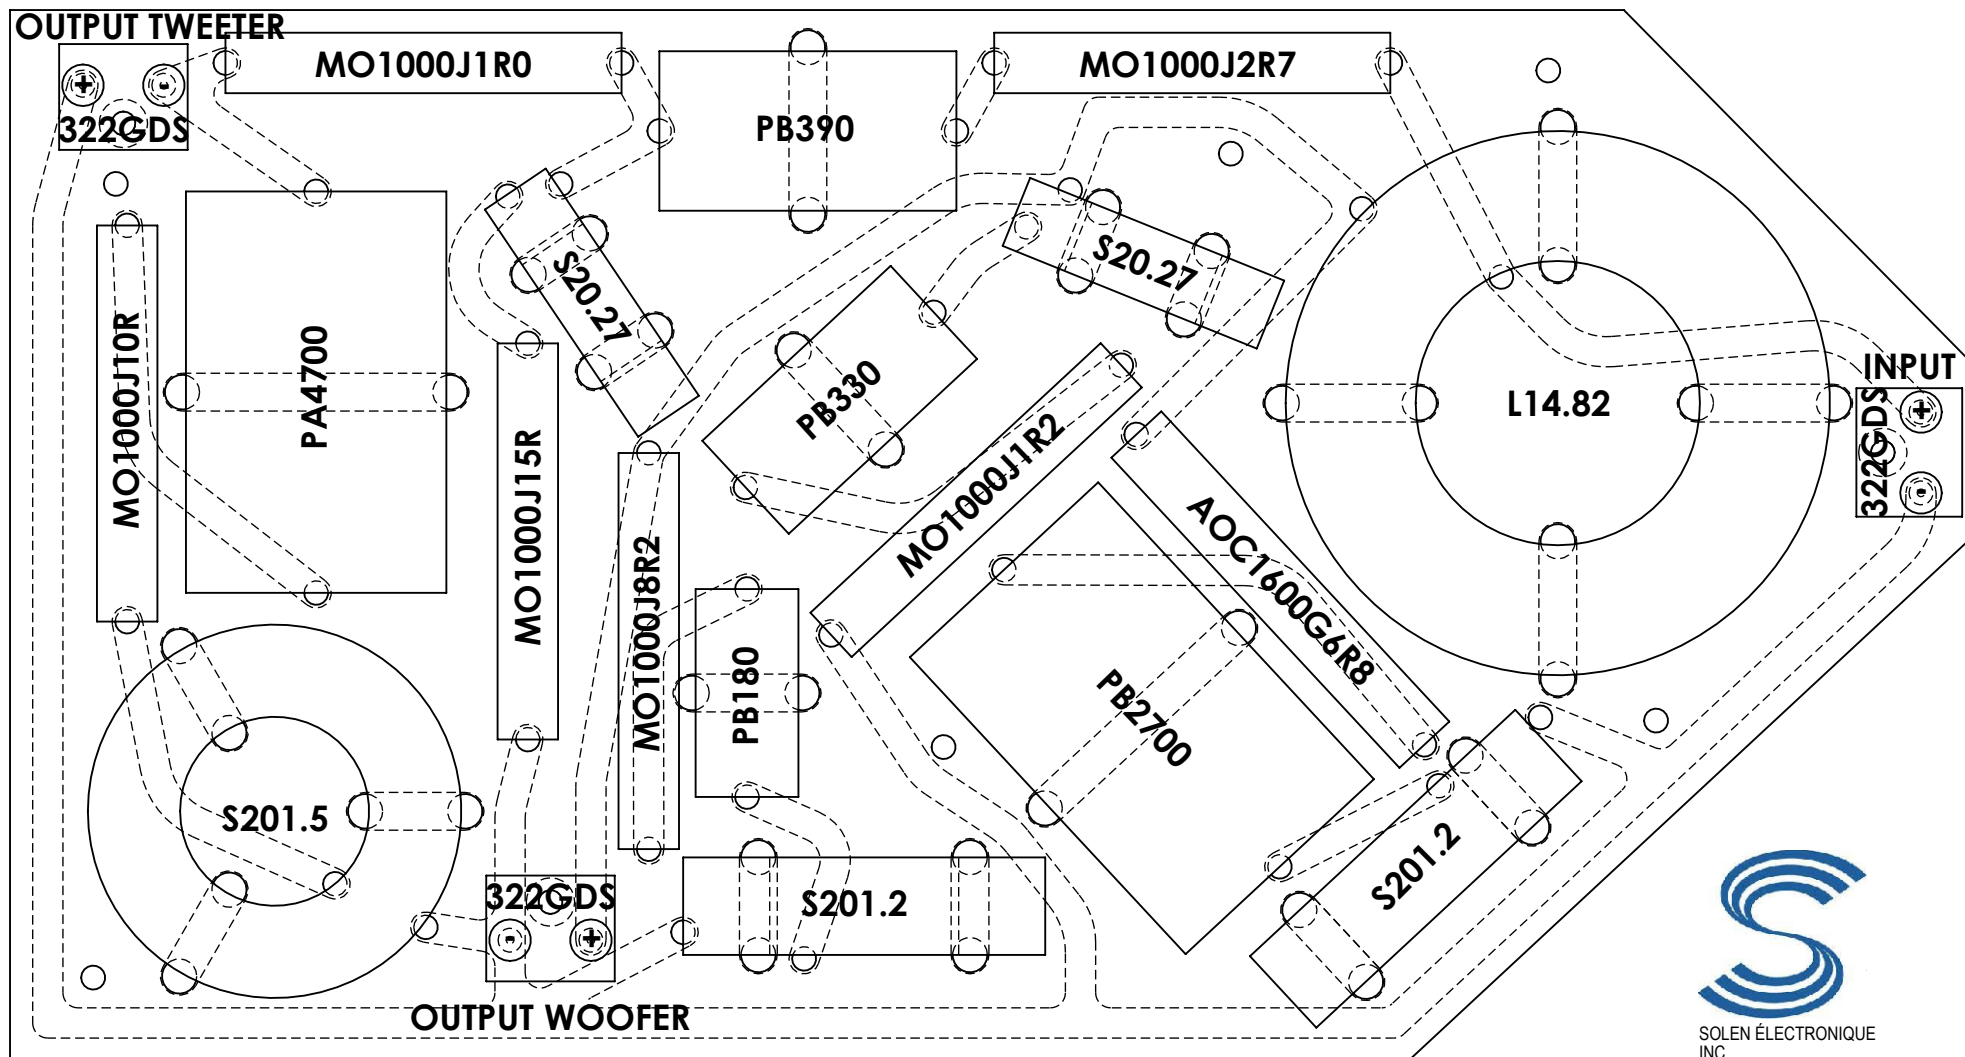 OUTPUT TWEETER
+ -
322GDS
MO1000J1R0
PB390
MO1000J2R7
MO1000J10R
PA4700
S20.27
S20.27
PB330
L14.82
INPUT
322GDS
+
-
MO1000J15R
MO1000J8R2
MO1000J1R2
AOC1600G6R8
PB180
PB2700
S201.5
S201.2
S201.2
322GDS
- +
OUTPUT WOOFER
SOLEN ÉLECTRONIQUE
INC